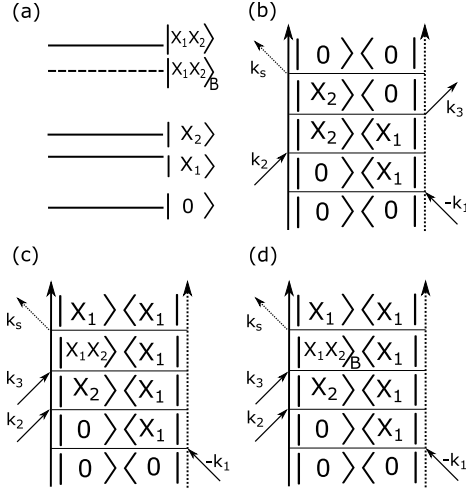 (a)
|X₁X₂⟩
|X₁X₂⟩B
|X₂⟩
|X₁⟩
|0⟩
(b)
|0⟩⟨0|
ks
|X₂⟩⟨0|
k₃
|X₂⟩⟨X₁|
k₂
|0⟩⟨X₁|
-k₁
|0⟩⟨0|
(c)
|X₁⟩⟨X₁|
ks
|X₁X₂⟩⟨X₁|
k₃
|X₂⟩⟨X₁|
k₂
|0⟩⟨X₁|
-k₁
|0⟩⟨0|
(d)
|X₁⟩⟨X₁|
ks
|X₁X₂⟩B⟨X₁|
k₃
|X₂⟩⟨X₁|
k₂
|0⟩⟨X₁|
-k₁
|0⟩⟨0|